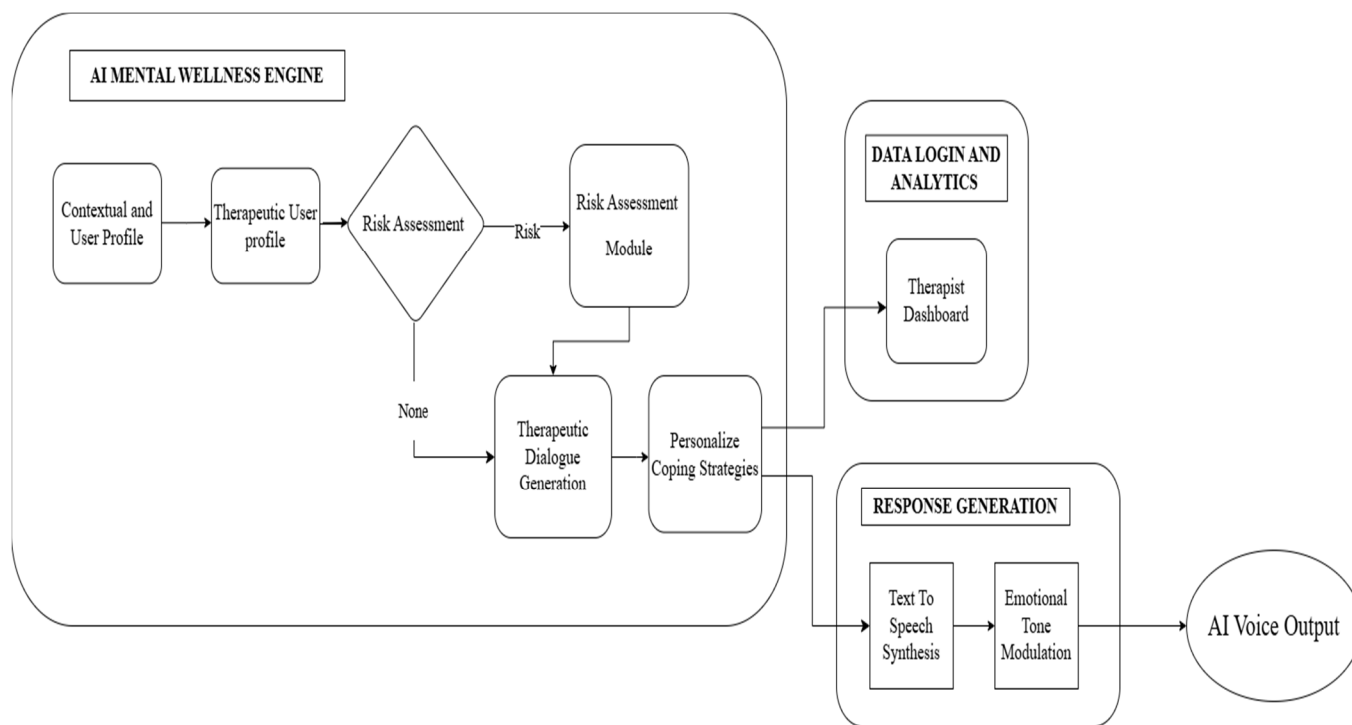 AI MENTAL WELLNESS ENGINE
Contextual and
User Profile
Therapeutic User
profile
Risk Assessment
Risk
Risk Assessment
Module
None
Therapeutic
Dialogue
Generation
Personalize
Coping Strategies
DATA LOGIN AND
ANALYTICS
Therapist
Dashboard
RESPONSE GENERATION
Text To
Speech
Synthesis
Emotional
Tone
Modulation
AI Voice Output